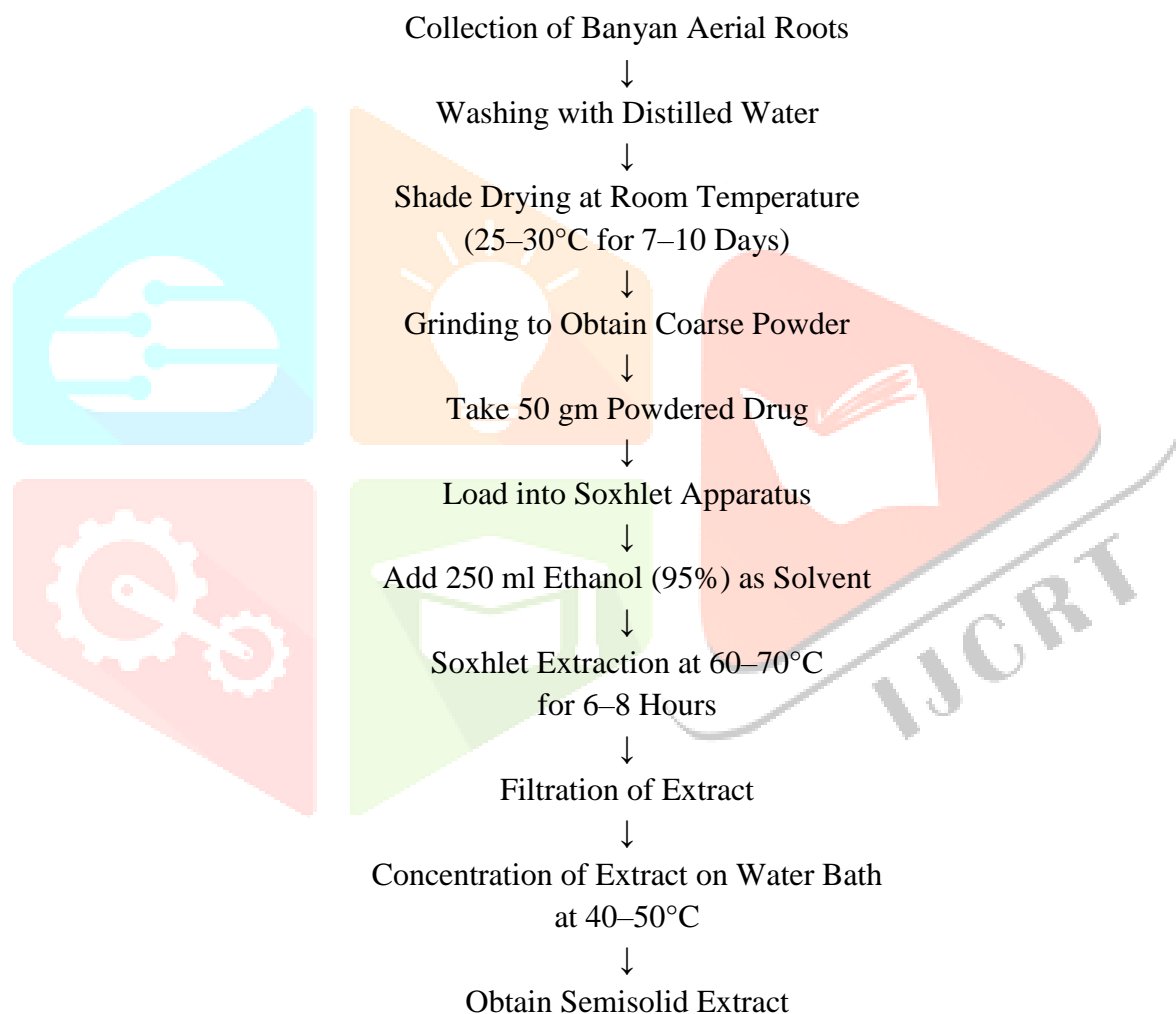 Collection of Banyan Aerial Roots
↓
Washing with Distilled Water
↓
Shade Drying at Room Temperature
(25–30°C for 7–10 Days)
↓
Grinding to Obtain Coarse Powder
↓
Take 50 gm Powdered Drug
↓
Load into Soxhlet Apparatus
↓
Add 250 ml Ethanol (95%) as Solvent
↓
Soxhlet Extraction at 60–70°C
for 6–8 Hours
↓
Filtration of Extract
↓
Concentration of Extract on Water Bath
at 40–50°C
↓
Obtain Semisolid Extract
IJCRT